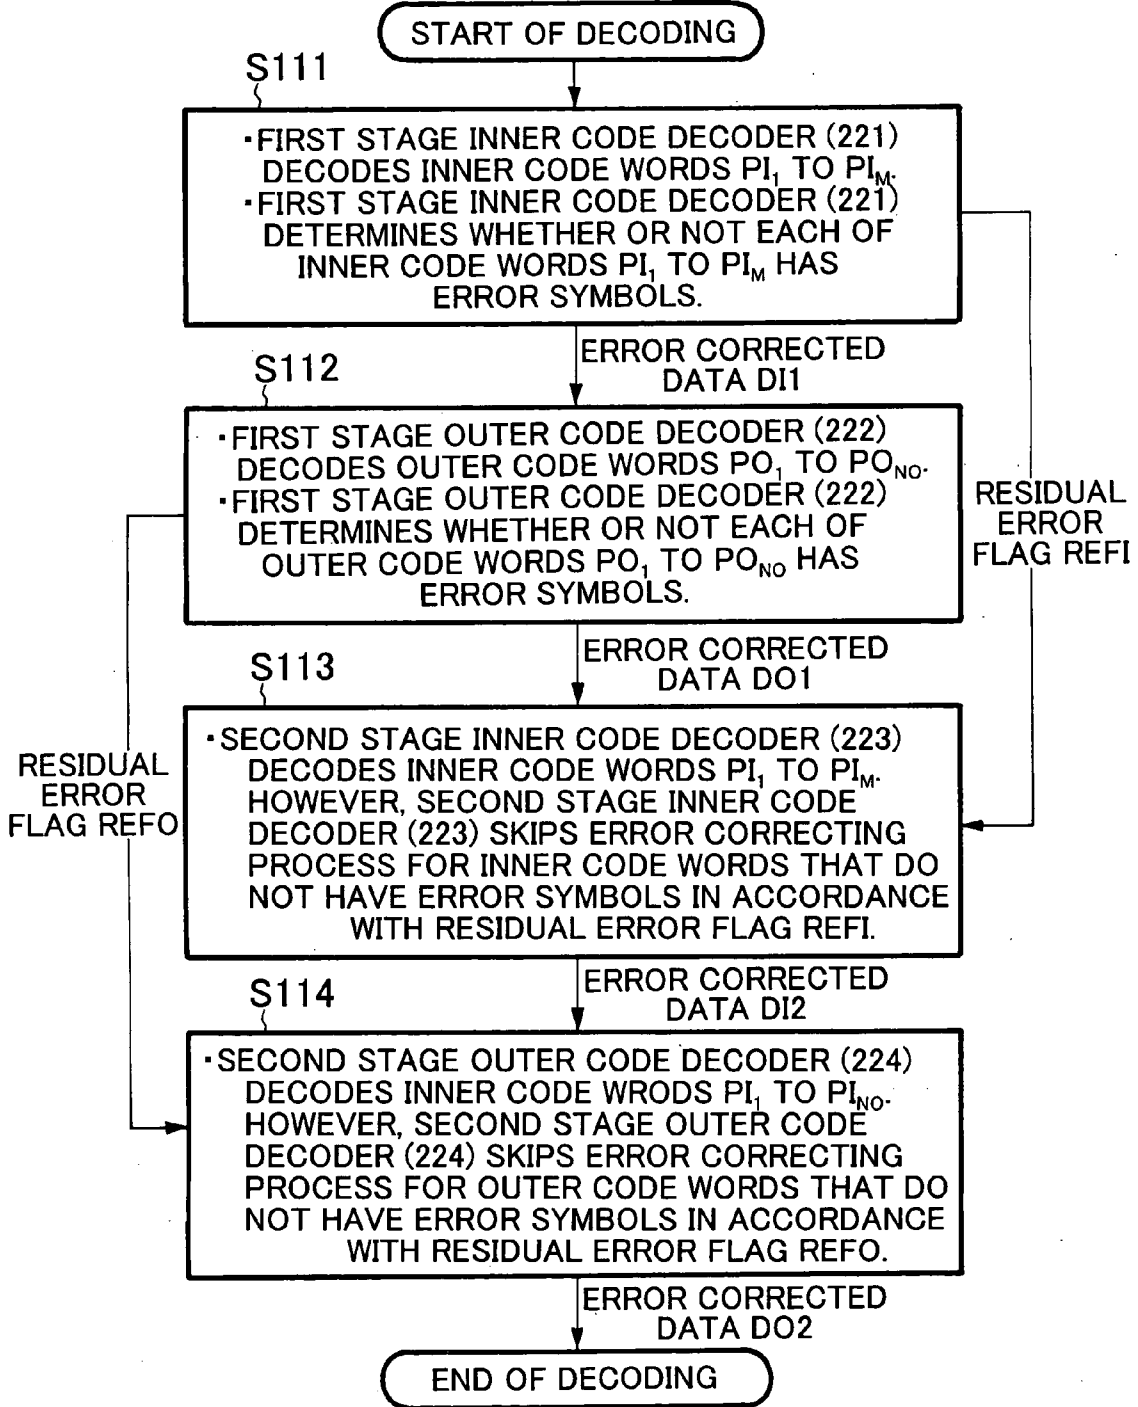 START OF DECODING
S111
·FIRST STAGE INNER CODE DECODER (221)
DECODES INNER CODE WORDS PI₁ TO PI_M.
·FIRST STAGE INNER CODE DECODER (221)
DETERMINES WHETHER OR NOT EACH OF
INNER CODE WORDS PI₁ TO PI_M HAS
ERROR SYMBOLS.
ERROR CORRECTED
DATA DI1
S112
·FIRST STAGE OUTER CODE DECODER (222)
DECODES OUTER CODE WORDS PO₁ TO PO_NO.
·FIRST STAGE OUTER CODE DECODER (222)
DETERMINES WHETHER OR NOT EACH OF
OUTER CODE WORDS PO₁ TO PO_NO HAS
ERROR SYMBOLS.
RESIDUAL
ERROR
FLAG REFI
ERROR CORRECTED
DATA DO1
S113
·SECOND STAGE INNER CODE DECODER (223)
DECODES INNER CODE WORDS PI₁ TO PI_M.
HOWEVER, SECOND STAGE INNER CODE
DECODER (223) SKIPS ERROR CORRECTING
PROCESS FOR INNER CODE WORDS THAT DO
NOT HAVE ERROR SYMBOLS IN ACCORDANCE
WITH RESIDUAL ERROR FLAG REFI.
RESIDUAL
ERROR
FLAG REFO
ERROR CORRECTED
DATA DI2
S114
·SECOND STAGE OUTER CODE DECODER (224)
DECODES INNER CODE WRODS PI₁ TO PI_NO.
HOWEVER, SECOND STAGE OUTER CODE
DECODER (224) SKIPS ERROR CORRECTING
PROCESS FOR OUTER CODE WORDS THAT DO
NOT HAVE ERROR SYMBOLS IN ACCORDANCE
WITH RESIDUAL ERROR FLAG REFO.
ERROR CORRECTED
DATA DO2
END OF DECODING